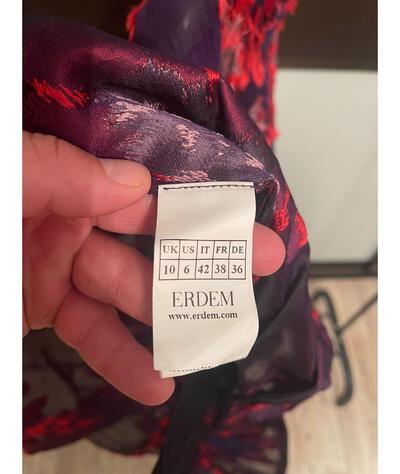 UK US IT FR DE
10 6 42 38 36
ERDEM
www.erdem.com